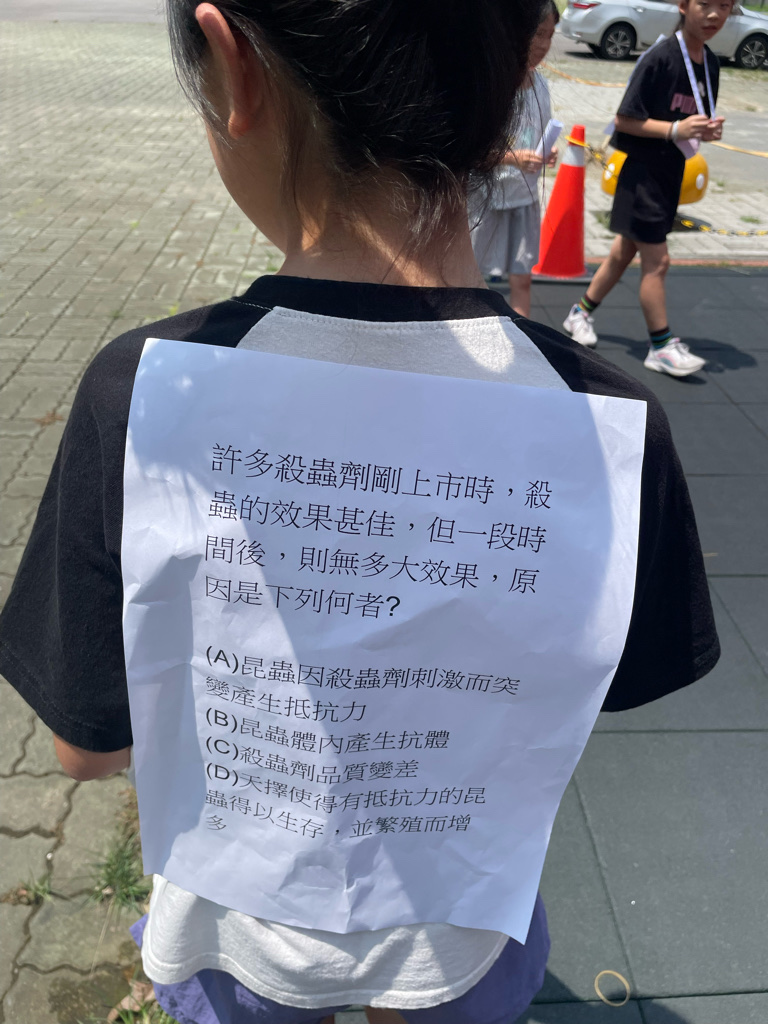 許多殺蟲劑剛上市時，殺
蟲的效果甚佳，但一段時
間後，則無多大效果，原
因是下列何者?
(A)昆蟲因殺蟲劑刺激而突
變產生抵抗力
(B)昆蟲體內產生抗體
(C)殺蟲劑品質變差
(D)天擇使得有抵抗力的昆
蟲得以生存，並繁殖而增
多